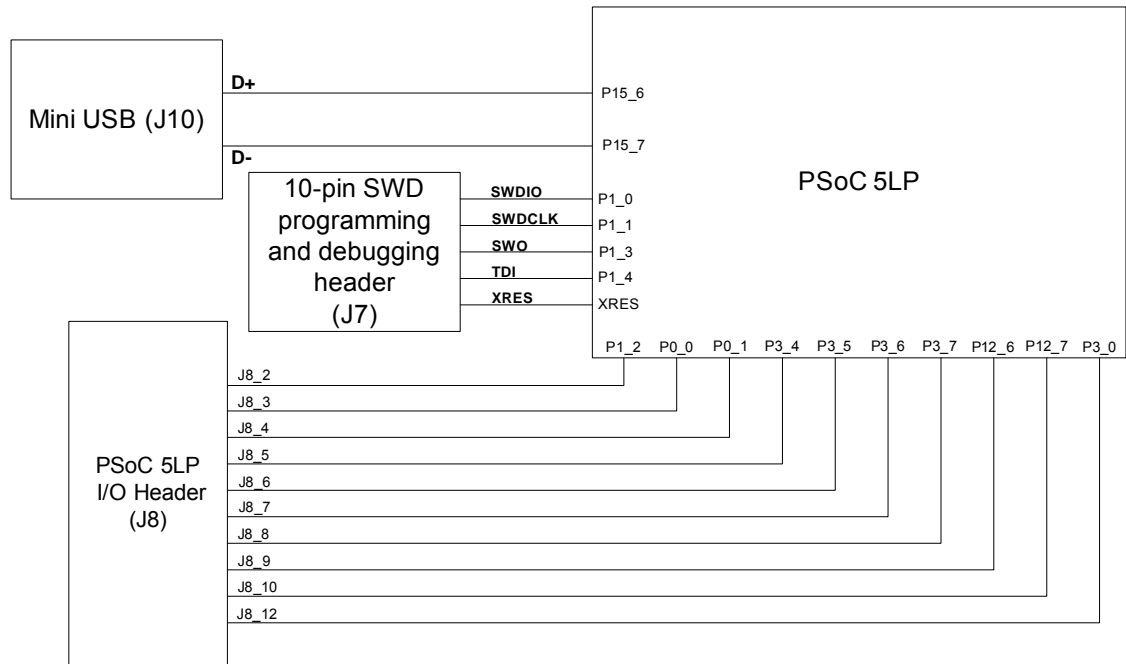 D+
Mini USB (J10)
D-
P15_6
P15_7
PSoC 5LP
10-pin SWD
programming
and debugging
header
(J7)
SWDIO
SWDCLK
SWO
TDI
XRES
P1_0
P1_1
P1_3
P1_4
XRES
P1_2 P0_0 P0_1 P3_4 P3_5 P3_6 P3_7 P12_6 P12_7 P3_0
PSoC 5LP
I/O Header
(J8)
J8_2
J8_3
J8_4
J8_5
J8_6
J8_7
J8_8
J8_9
J8_10
J8_12